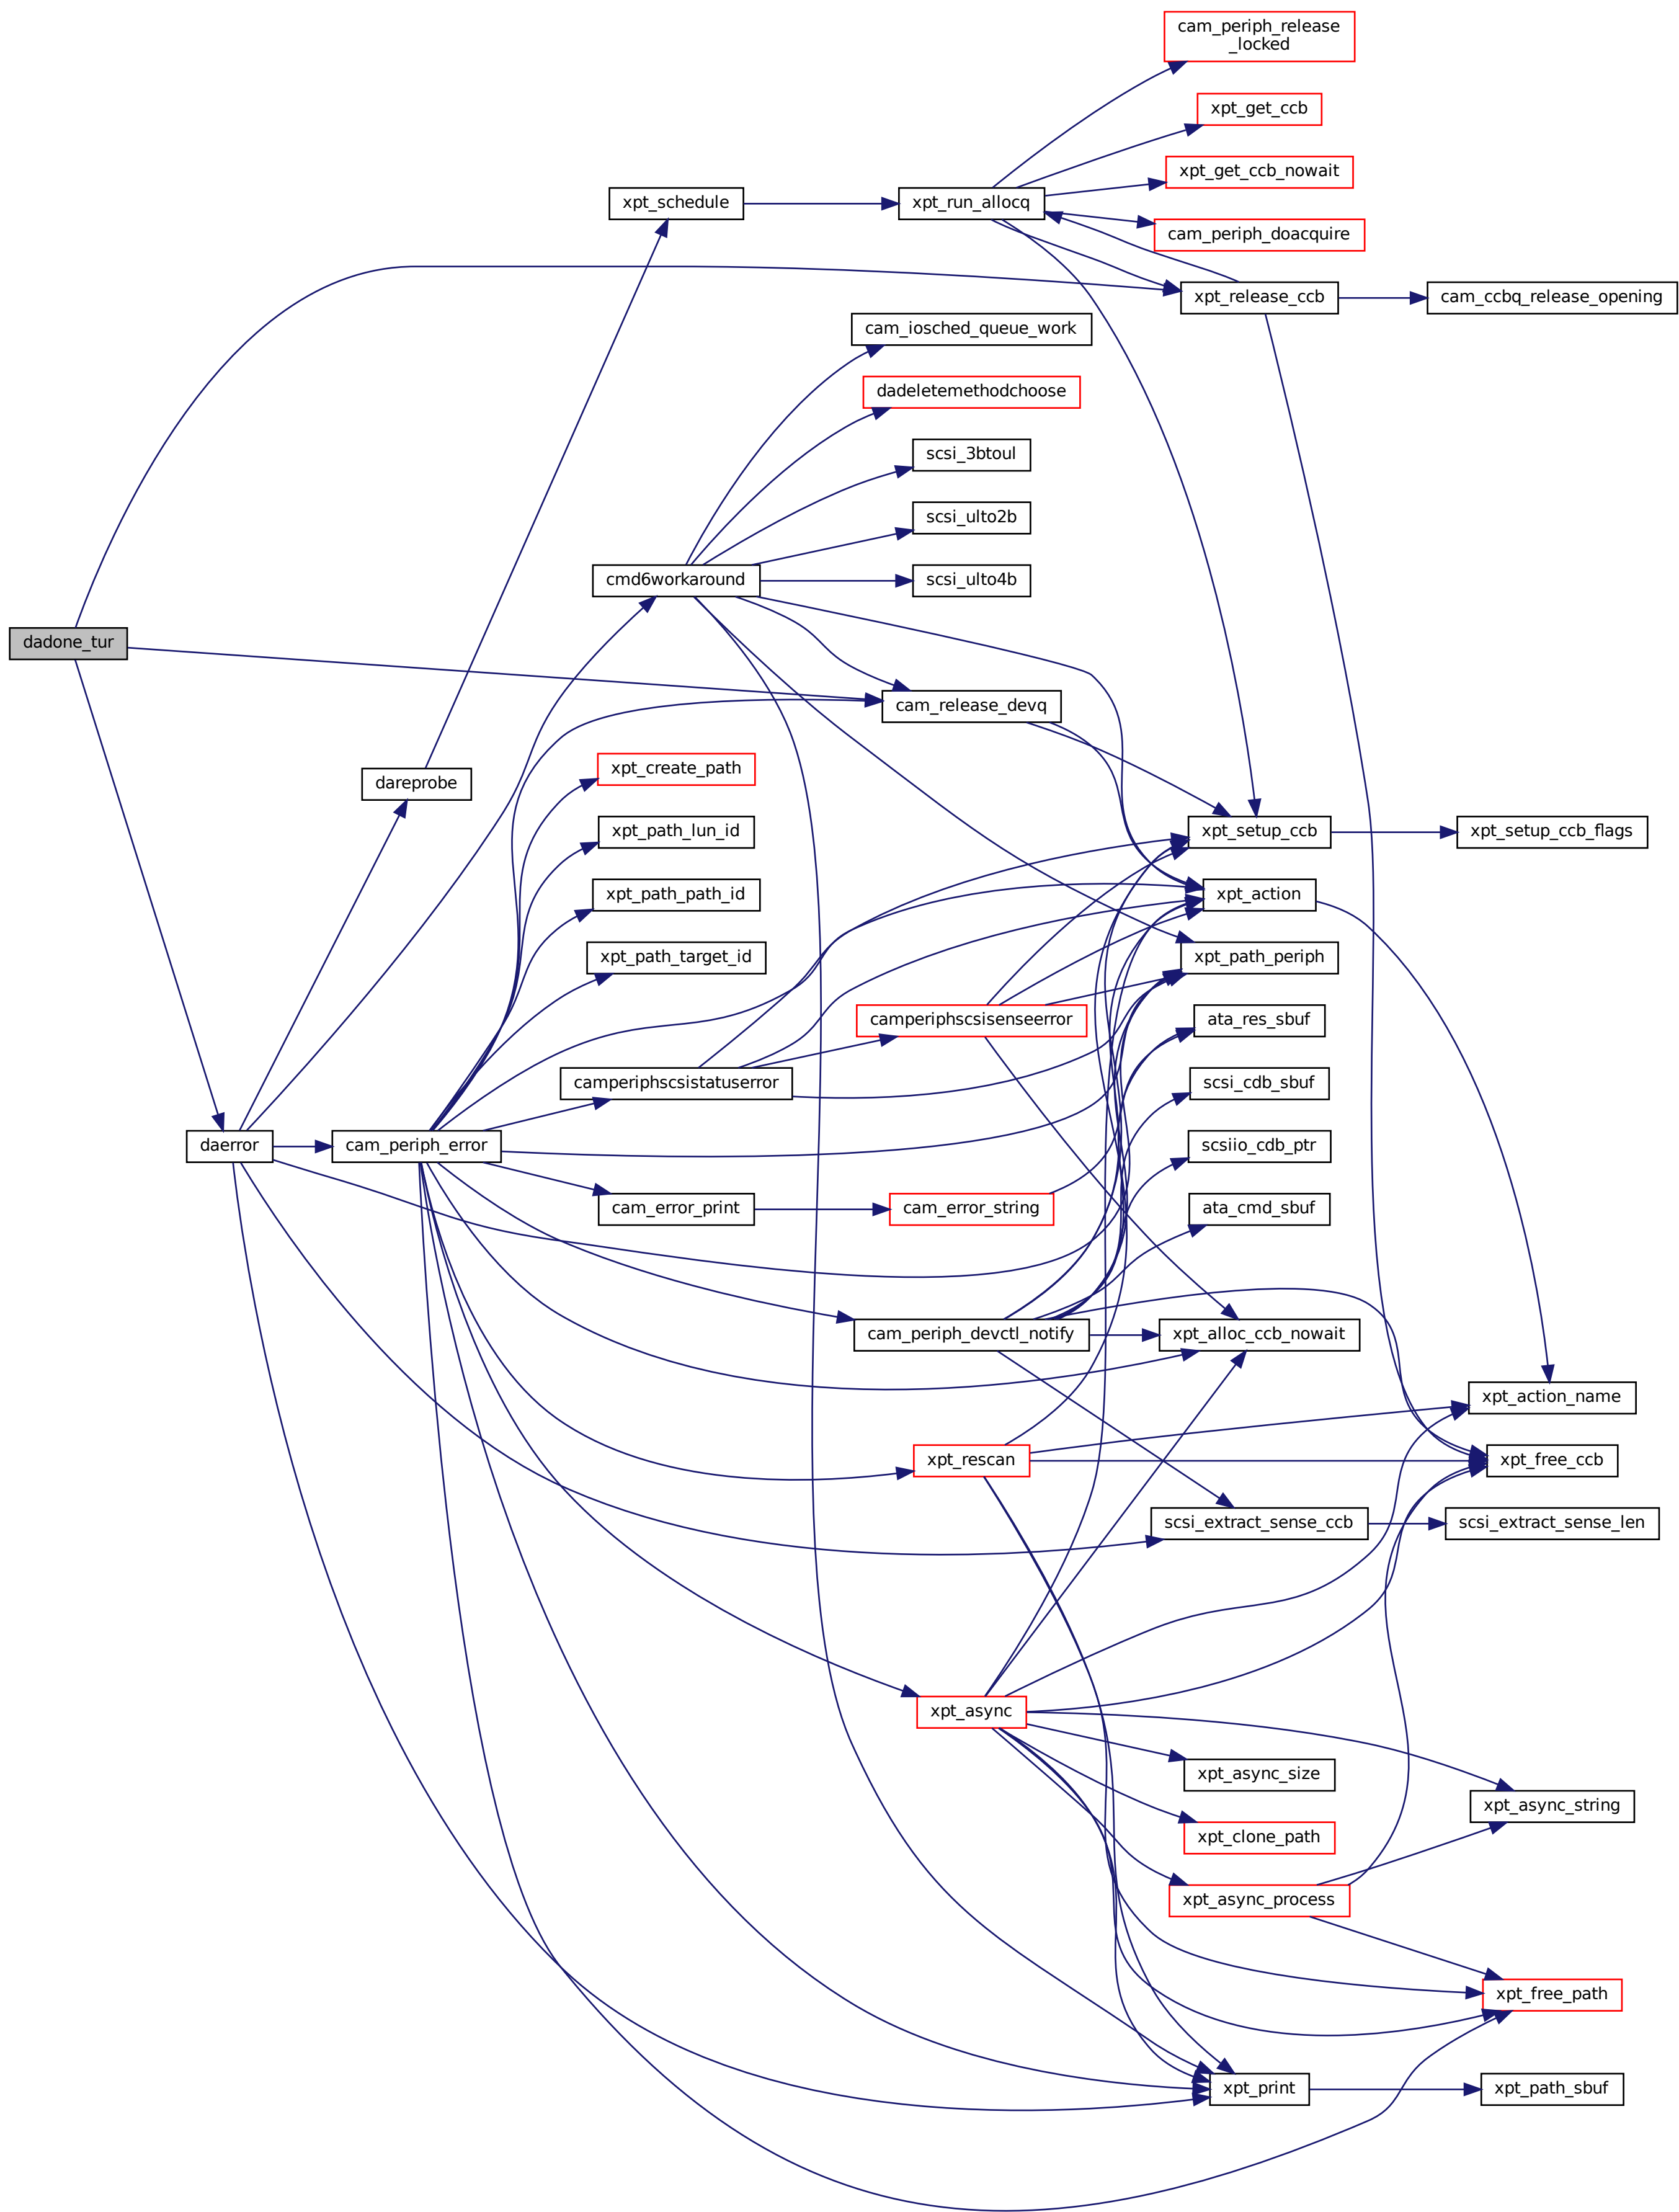 cam_periph_release
_locked
xpt_get_ccb
xpt_get_ccb_nowait
xpt_schedule
xpt_run_allocq
cam_periph_doacquire
xpt_release_ccb
cam_ccbq_release_opening
cam_iosched_queue_work
dadeletemethodchoose
scsi_3btoul
scsi_ulto2b
cmd6workaround
scsi_ulto4b
dadone_tur
cam_release_devq
dareprobe
xpt_create_path
xpt_path_lun_id
xpt_setup_ccb
xpt_setup_ccb_flags
xpt_path_path_id
xpt_action
xpt_path_target_id
xpt_path_periph
camperiphscsisenseerror
ata_res_sbuf
camperiphscsistatuserror
scsi_cdb_sbuf
daerror
cam_periph_error
scsiio_cdb_ptr
cam_error_print
cam_error_string
ata_cmd_sbuf
cam_periph_devctl_notify
xpt_alloc_ccb_nowait
xpt_action_name
xpt_rescan
xpt_free_ccb
scsi_extract_sense_ccb
scsi_extract_sense_len
xpt_async
xpt_async_size
xpt_async_string
xpt_clone_path
xpt_async_process
xpt_free_path
xpt_print
xpt_path_sbuf